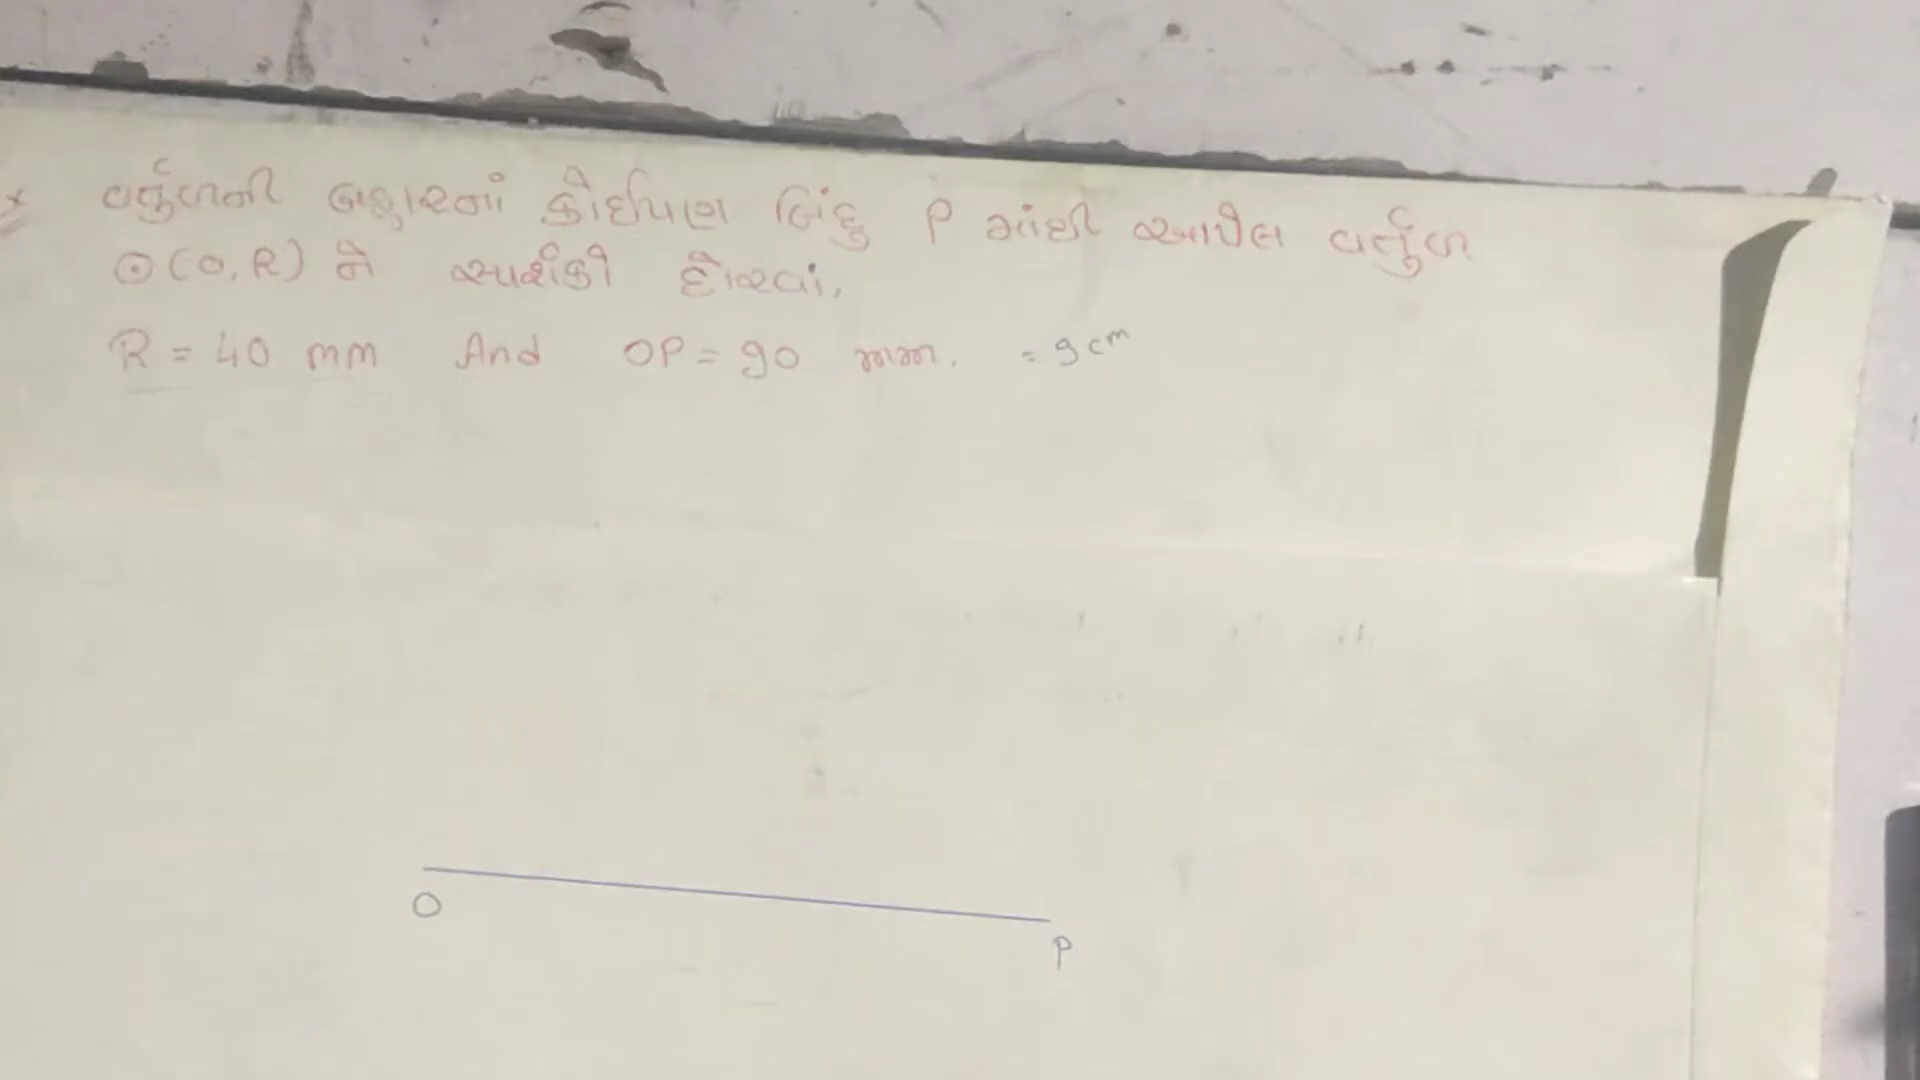 * વર્તુળની બહારનાં કોઈપણ બિંદુ P માંથી આપેલ વર્તુળ
⊙(O,R) ને સ્પર્શકો દોરવાં.
R = 40 mm And OP = 90 mm. = 9 cm
O
P